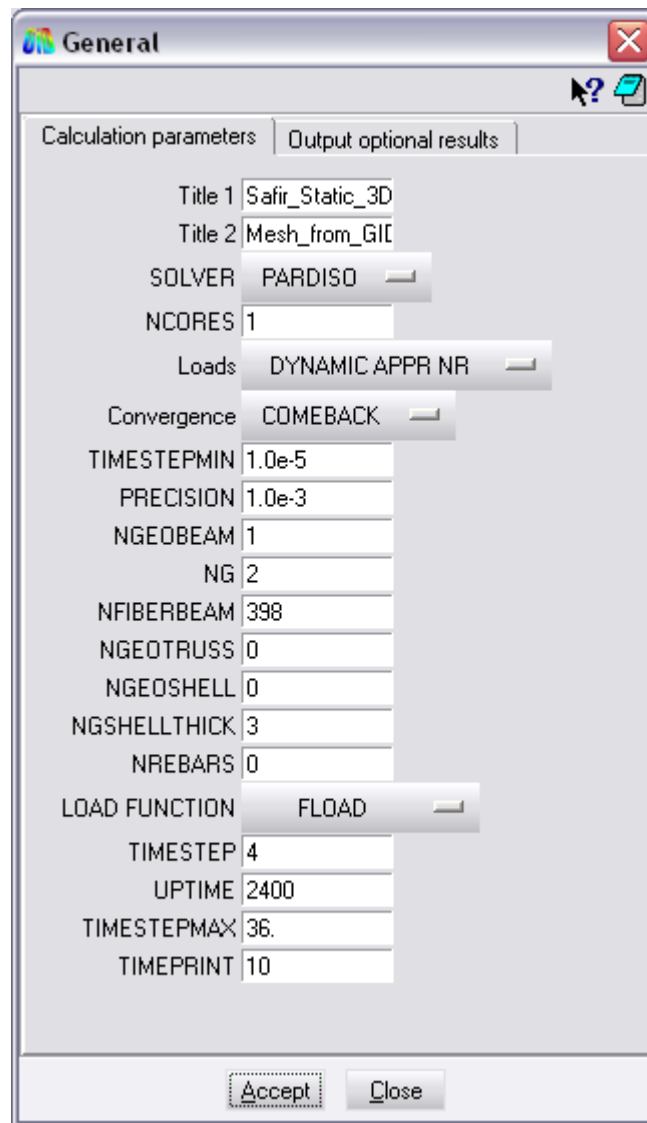 General
Calculation parameters Output optional results
Title 1 Safir_Static_3D
Title 2 Mesh_from_GID
SOLVER PARDISO
NCORES 1
Loads DYNAMIC APPR NR
Convergence COMEBACK
TIMESTEPMIN 1.0e-5
PRECISION 1.0e-3
NGEOBEAM 1
NG 2
NFIBERBEAM 398
NGEOTRUSS 0
NGEOSHELL 0
NGSHELLTHICK 3
NREBARS 0
LOAD FUNCTION FLOAD
TIMESTEP 4
UPTIME 2400
TIMESTEPMAX 36.
TIMEPRINT 10
Accept Close